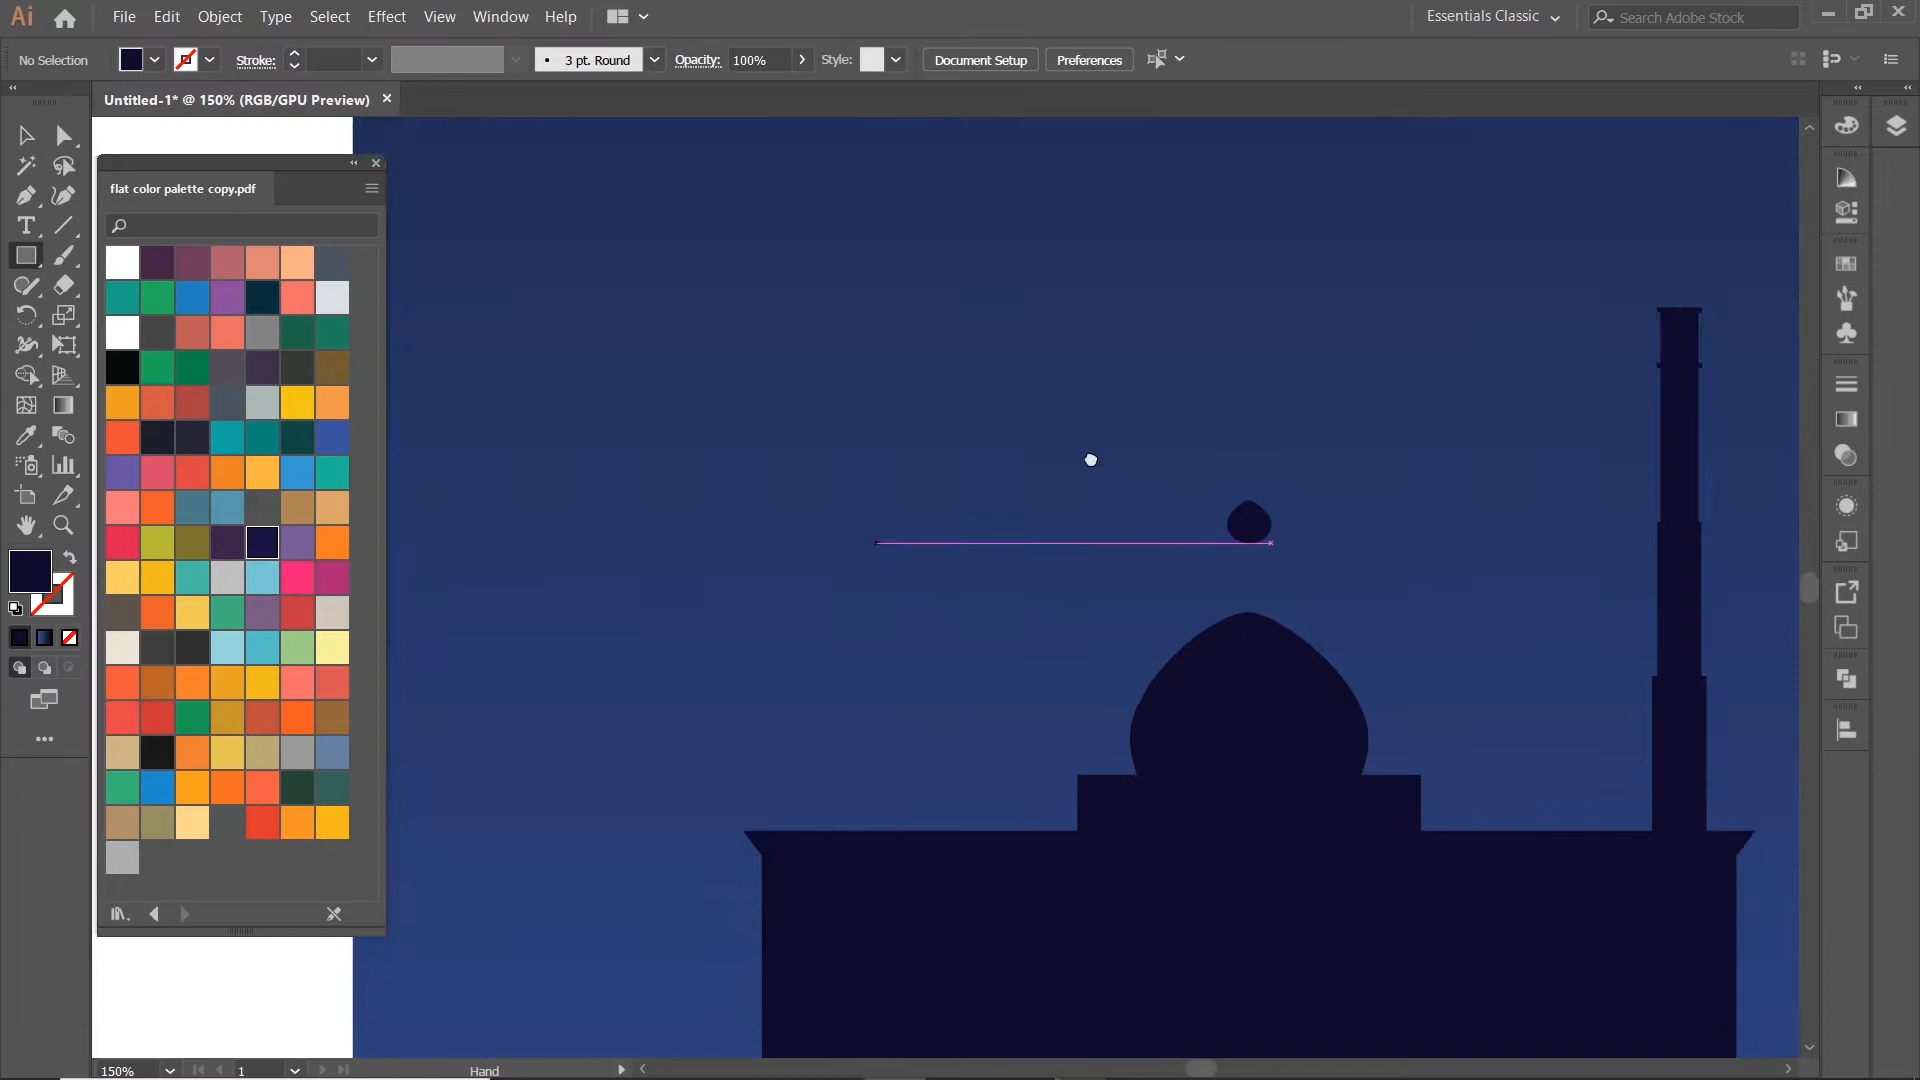 Ai File Edit Object Type Select Effect View Window Help Essentials Classic Search Adobe Stock
No Selection Stroke: 3 pt. Round Opacity: 100% Style: Document Setup Preferences
Untitled-1* @ 150% (RGB/GPU Preview)
flat color palette copy.pdf
150% 1 Hand